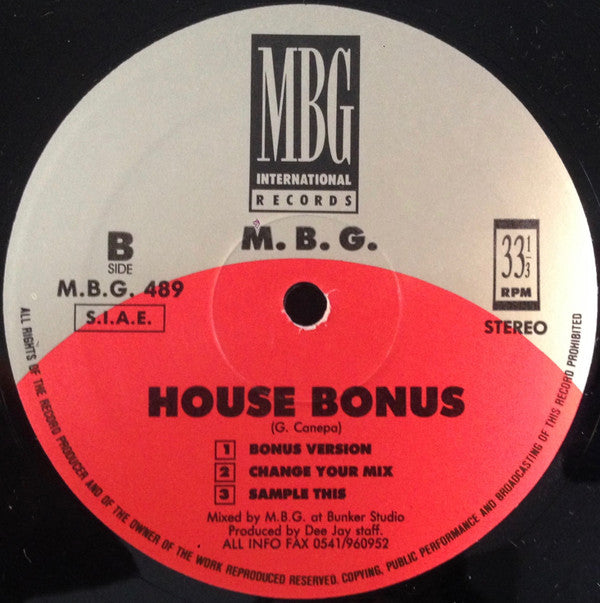 MBG
INTERNATIONAL
RECORDS
M. B. G.
B
SIDE
M.B.G. 489
S.I.A.E.
33 1/3
RPM
STEREO
HOUSE BONUS
(G. Canepa)
1 BONUS VERSION
2 CHANGE YOUR MIX
3 SAMPLE THIS
Mixed by M.B.G. at Bunker Studio
Produced by Dee Jay staff.
ALL INFO FAX 0541/960952
ALL RIGHTS OF THE RECORD PRODUCER AND OF THE OWNER OF THE WORK REPRODUCED RESERVED. COPYING, PUBLIC PERFORMANCE AND BROADCASTING OF THIS RECORD PROHIBITED